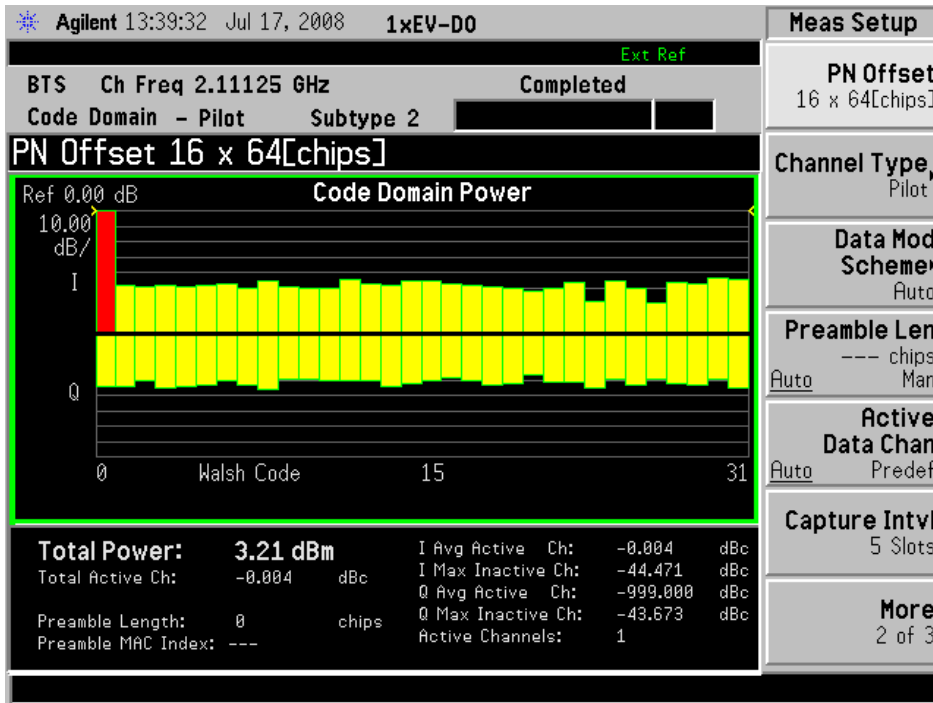 Agilent 13:39:32 Jul 17, 2008 1xEV-DO
Ext Ref
BTS Ch Freq 2.11125 GHz Completed
Code Domain - Pilot Subtype 2
PN Offset 16 x 64[chips]
Ref 0.00 dB Code Domain Power
10.00
dB/
I
Q
0 Walsh Code 15 31
Total Power: 3.21 dBm
Total Active Ch: -0.004 dBc
Preamble Length: 0 chips
Preamble MAC Index: ---
I Avg Active Ch: -0.004 dBc
I Max Inactive Ch: -44.471 dBc
Q Avg Active Ch: -999.000 dBc
Q Max Inactive Ch: -43.673 dBc
Active Channels: 1
Meas Setup
PN Offset
16 x 64[chips]
Channel Type
Pilot
Data Mod
Scheme
Auto
Preamble Len
--- chips
Auto Man
Active
Data Chan
Auto Predef
Capture Intvl
5 Slots
More
2 of 3